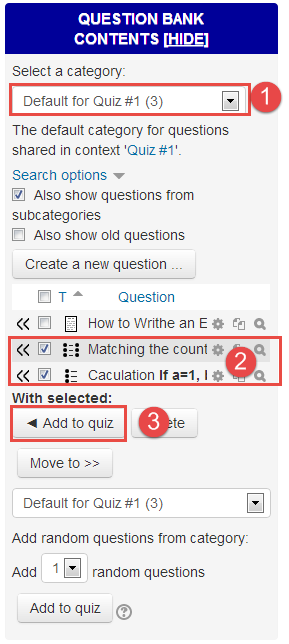 QUESTION BANK
CONTENTS [HIDE]
Select a category:
Default for Quiz #1 (3)
1
The default category for questions
shared in context 'Quiz #1'.
Search options
Also show questions from
subcategories
Also show old questions
Create a new question ...
T Question
How to Writhe an E
Matching the count
2
Caculation If a=1, l
With selected:
◄ Add to quiz
3
ete
Move to >>
Default for Quiz #1 (3)
Add random questions from category:
Add 1 random questions
Add to quiz